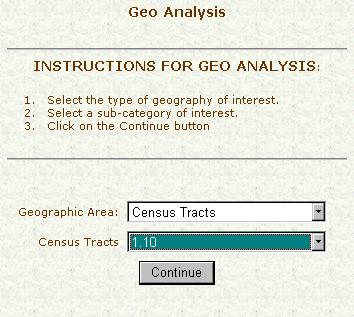 Geo Analysis
INSTRUCTIONS FOR GEO ANALYSIS:
1. Select the type of geography of interest.
2. Select a sub-category of interest.
3. Click on the Continue button
Geographic Area: Census Tracts
Census Tracts 1.10
Continue